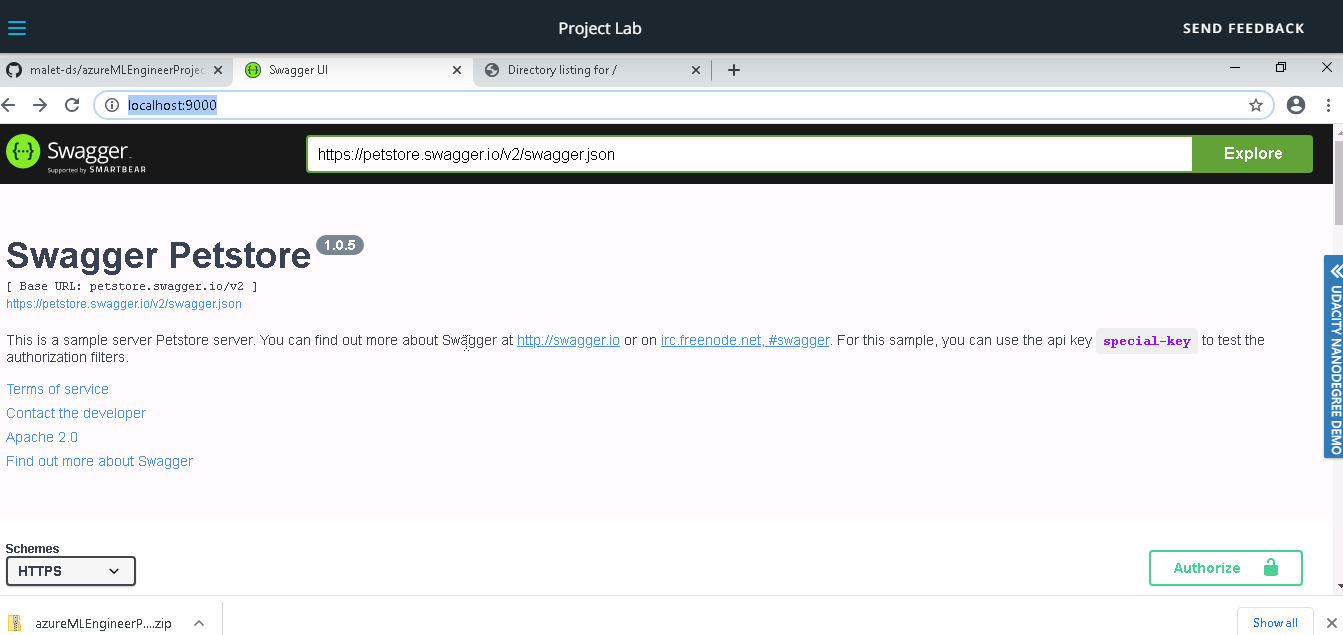 Project Lab
SEND FEEDBACK
malet-ds/azureMLEngineerProjec
Swagger UI
Directory listing for /
localhost:9000
Swagger.
Supported by SMARTBEAR
https://petstore.swagger.io/v2/swagger.json
Explore
Swagger Petstore 1.0.5
[ Base URL: petstore.swagger.io/v2 ]
https://petstore.swagger.io/v2/swagger.json
This is a sample server Petstore server. You can find out more about Swagger at http://swagger.io or on irc.freenode.net, #swagger. For this sample, you can use the api key special-key to test the
authorization filters.
Terms of service
Contact the developer
Apache 2.0
Find out more about Swagger
UDACITY NANODEGREE DEMO
Schemes
HTTPS
Authorize
azureMLEngineerP....zip
Show all